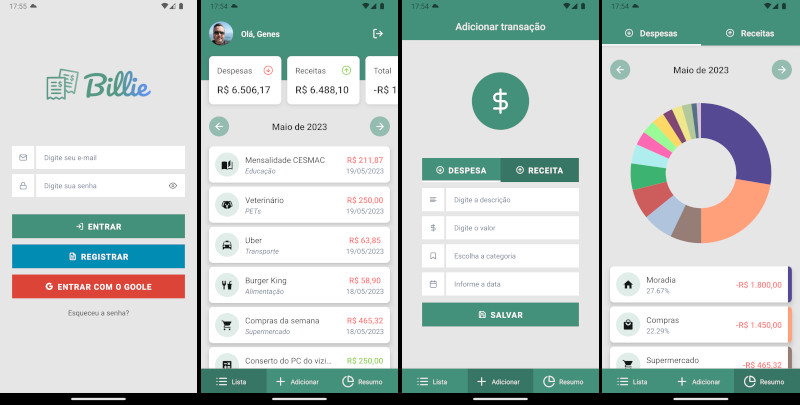 17:55
Billie
Digite seu e-mail
Digite sua senha
ENTRAR
REGISTRAR
ENTRAR COM O GOOLE
Esqueceu a senha?
17:54
Olá, Genes
Despesas
R$ 6.506,17
Receitas
R$ 6.488,10
Total
-R$ 1
Maio de 2023
Mensalidade CESMAC
R$ 211,87
Educação
19/05/2023
Veterinário
R$ 250,00
PETs
19/05/2023
Uber
R$ 63,85
Transporte
19/05/2023
Burger King
R$ 58,90
Alimentação
18/05/2023
Compras da semana
R$ 465,32
Supermercado
18/05/2023
Conserto do PC do vizi...
R$ 250,00
Lista
Adicionar
Resumo
17:54
Adicionar transação
DESPESA
RECEITA
Digite a descrição
Digite o valor
Escolha a categoria
Informe a data
SALVAR
Lista
Adicionar
Resumo
17:54
Despesas
Receitas
Maio de 2023
Moradia
27.67%
-R$ 1.800,00
Compras
22.29%
-R$ 1.450,00
Supermercado
-R$ 465,32
Lista
Adicionar
Resumo